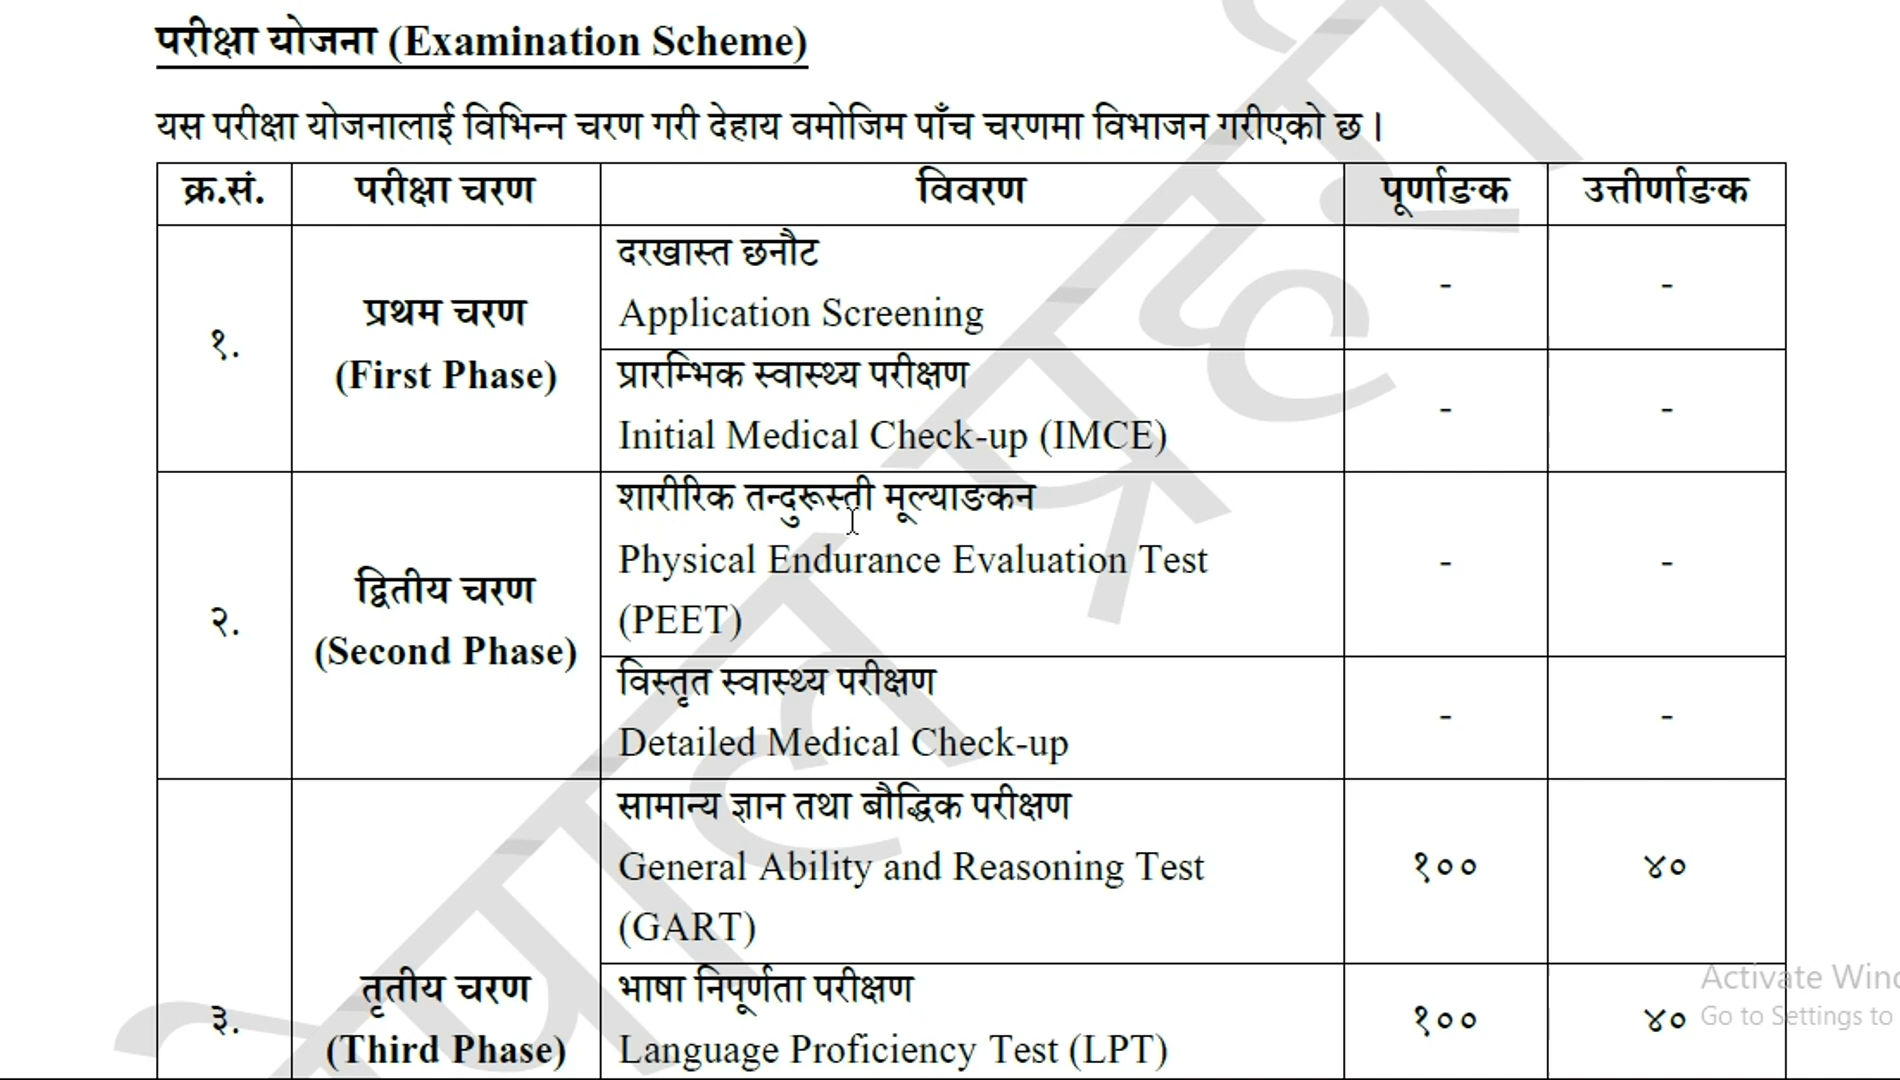 परीक्षा योजना (Examination Scheme)
यस परीक्षा योजनालाई विभिन्न चरण गरी देहाय वमोजिम पाँच चरणमा विभाजन गरीएको छ।
क्र.सं. परीक्षा चरण विवरण पूर्णाङक उत्तीर्णाङक
१. प्रथम चरण (First Phase)
दरखास्त छनौट
Application Screening - -
प्रारम्भिक स्वास्थ्य परीक्षण
Initial Medical Check-up (IMCE) - -
२. द्वितीय चरण (Second Phase)
शारीरिक तन्दुरूस्ती मूल्याङकन
Physical Endurance Evaluation Test
(PEET) - -
विस्तृत स्वास्थ्य परीक्षण
Detailed Medical Check-up - -
३. तृतीय चरण (Third Phase)
सामान्य ज्ञान तथा बौद्धिक परीक्षण
General Ability and Reasoning Test
(GART) १०० ४०
भाषा निपूर्णता परीक्षण
Language Proficiency Test (LPT) १०० ४०
Activate Wind
Go to Settings to